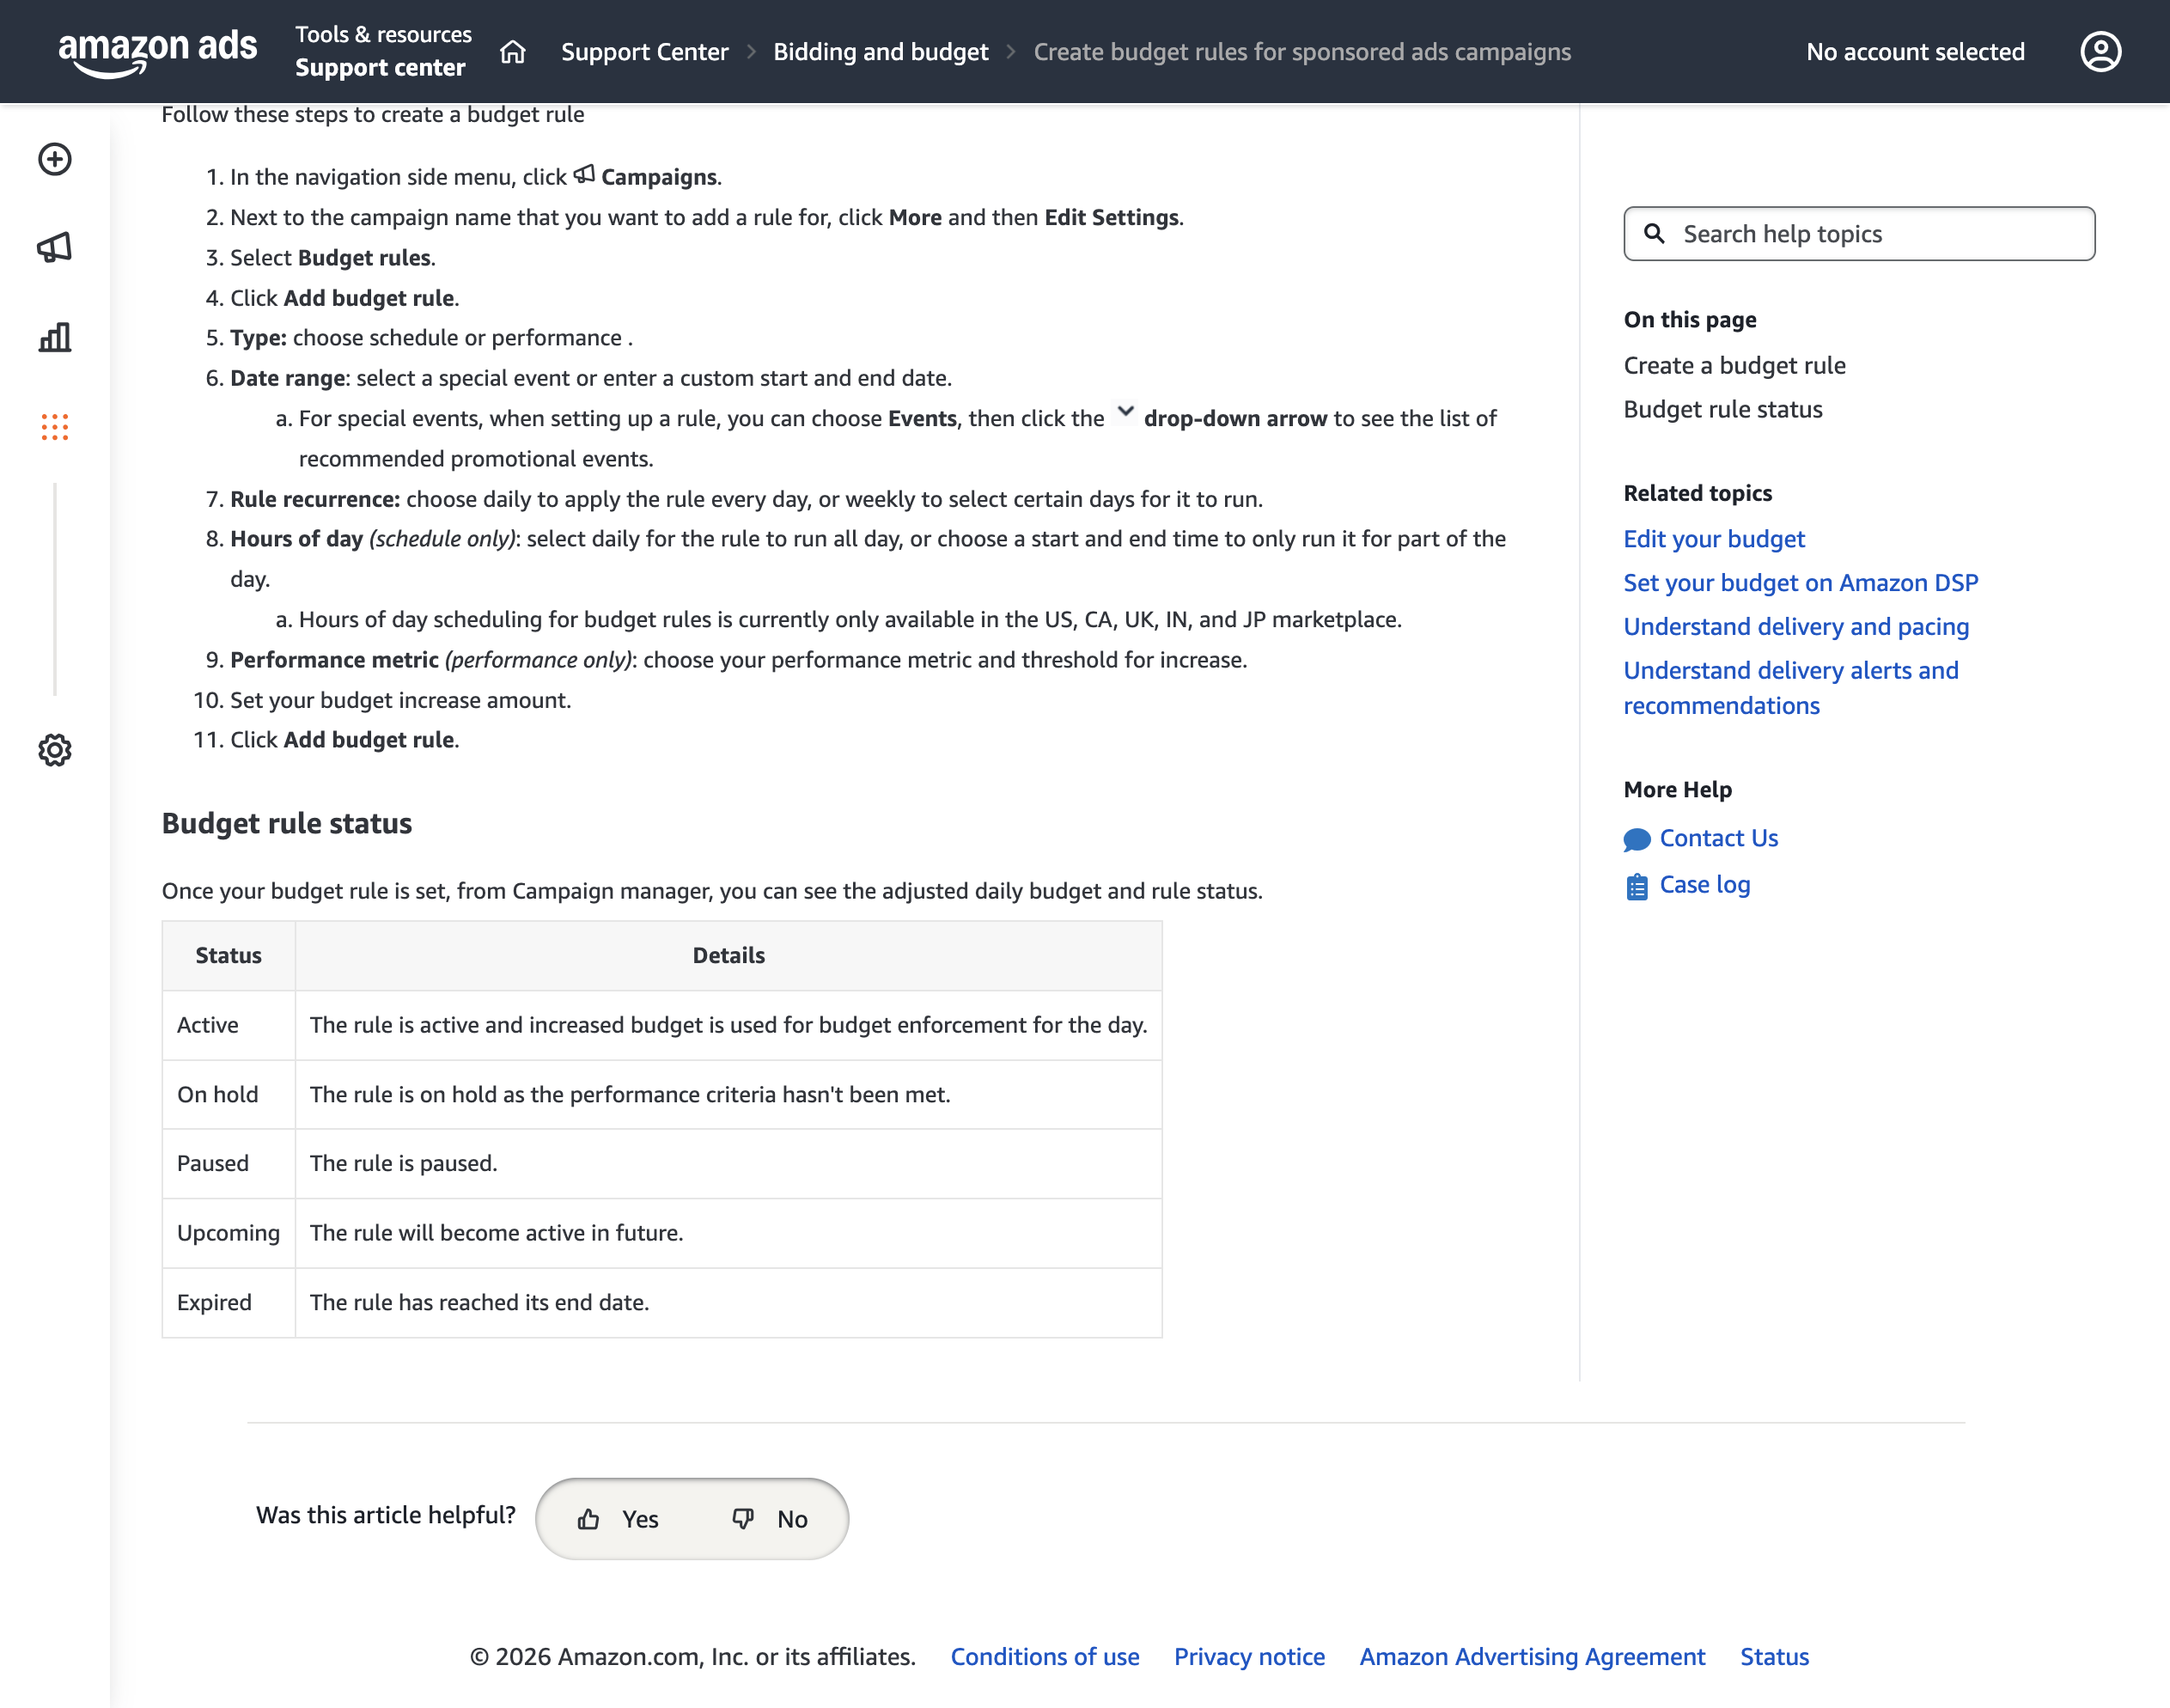 amazon ads
Tools & resources
Support center
Support Center
Bidding and budget
Create budget rules for sponsored ads campaigns
No account selected
Follow these steps to create a budget rule
1. In the navigation side menu, click Campaigns.
2. Next to the campaign name that you want to add a rule for, click More and then Edit Settings.
3. Select Budget rules.
4. Click Add budget rule.
5. Type: choose schedule or performance .
6. Date range: select a special event or enter a custom start and end date.
a. For special events, when setting up a rule, you can choose Events, then click the drop-down arrow to see the list of
recommended promotional events.
7. Rule recurrence: choose daily to apply the rule every day, or weekly to select certain days for it to run.
8. Hours of day (schedule only): select daily for the rule to run all day, or choose a start and end time to only run it for part of the
day.
a. Hours of day scheduling for budget rules is currently only available in the US, CA, UK, IN, and JP marketplace.
9. Performance metric (performance only): choose your performance metric and threshold for increase.
10. Set your budget increase amount.
11. Click Add budget rule.
Budget rule status
Once your budget rule is set, from Campaign manager, you can see the adjusted daily budget and rule status.
Status Details
Active The rule is active and increased budget is used for budget enforcement for the day.
On hold The rule is on hold as the performance criteria hasn't been met.
Paused The rule is paused.
Upcoming The rule will become active in future.
Expired The rule has reached its end date.
Search help topics
On this page
Create a budget rule
Budget rule status
Related topics
Edit your budget
Set your budget on Amazon DSP
Understand delivery and pacing
Understand delivery alerts and
recommendations
More Help
Contact Us
Case log
Was this article helpful? Yes No
© 2026 Amazon.com, Inc. or its affiliates. Conditions of use Privacy notice Amazon Advertising Agreement Status